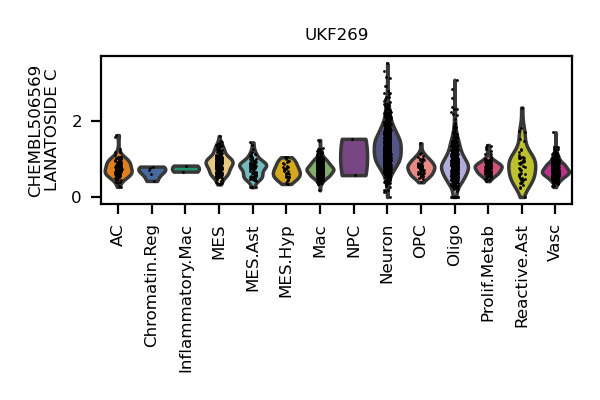 UKF269
CHEMBL506569
LANATOSIDE C
2
0
AC
Chromatin.Reg
Inflammatory.Mac
MES
MES.Ast
MES.Hyp
Mac
NPC
Neuron
OPC
Oligo
Prolif.Metab
Reactive.Ast
Vasc